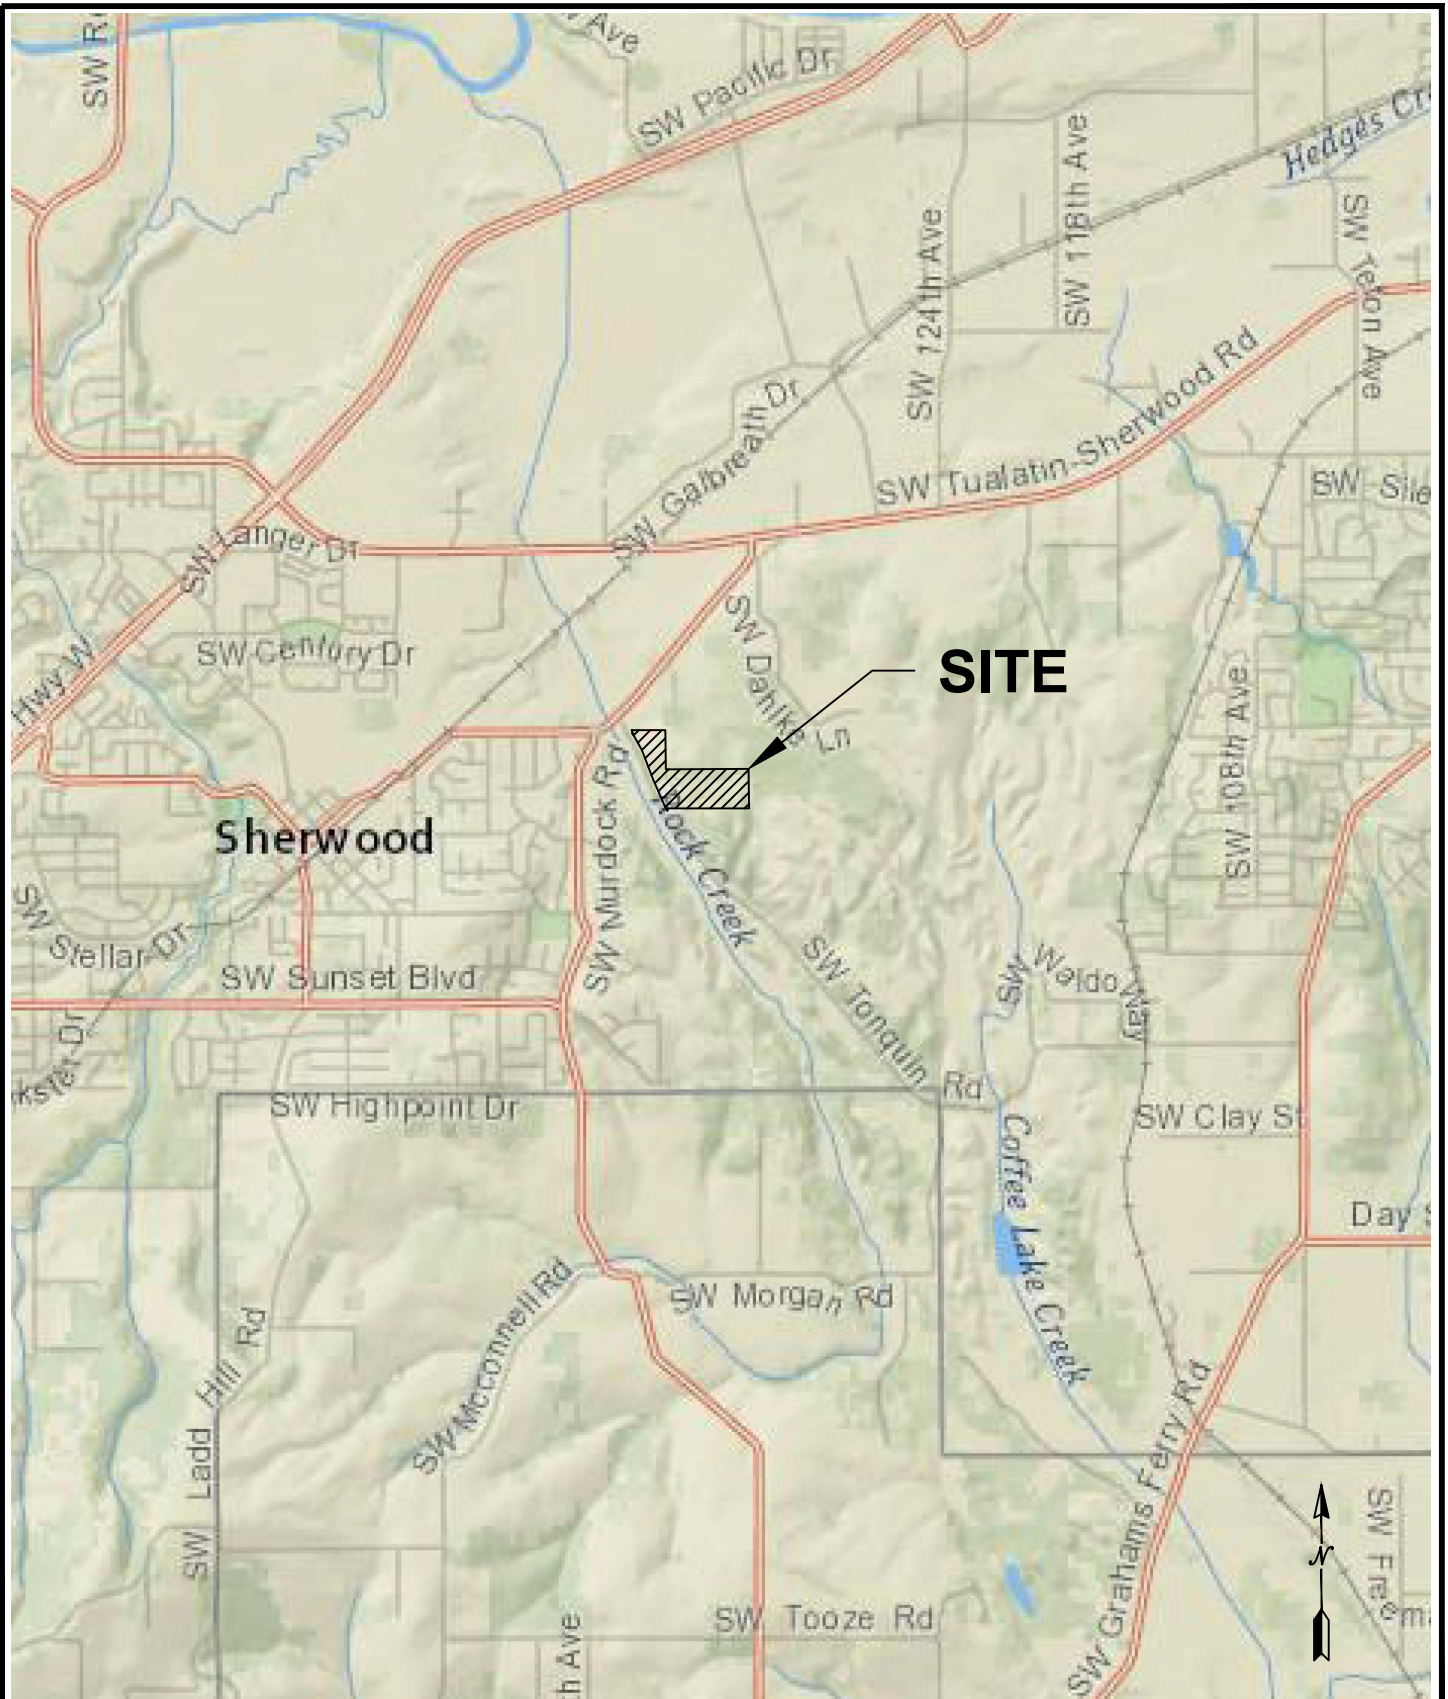 SW R
Ave
SW Pacific Dr
Hedges Cr
SW 118th Ave
SW 124th Ave
SW Teton Ave
SW Tualatin-Sherwood Rd
SW Galbreath Dr
SW Langer Dr
SW Century Dr
Hwy W
SW Dahlke Ln
SITE
SW 108th Ave
Sherwood
SW Murdock Rd
Rock Creek
SW Stellar Dr
SW Sunset Blvd
SW Tonquin Rd
SW Weldo Way
SW Highpoint Dr
SW Clay St
Coffee Lake Creek
Day S
SW Mcconnell Rd
SW Morgan Rd
SW Ladd Hill Rd
SW Grahams Ferry Rd
N
SW Tooze Rd
th Ave